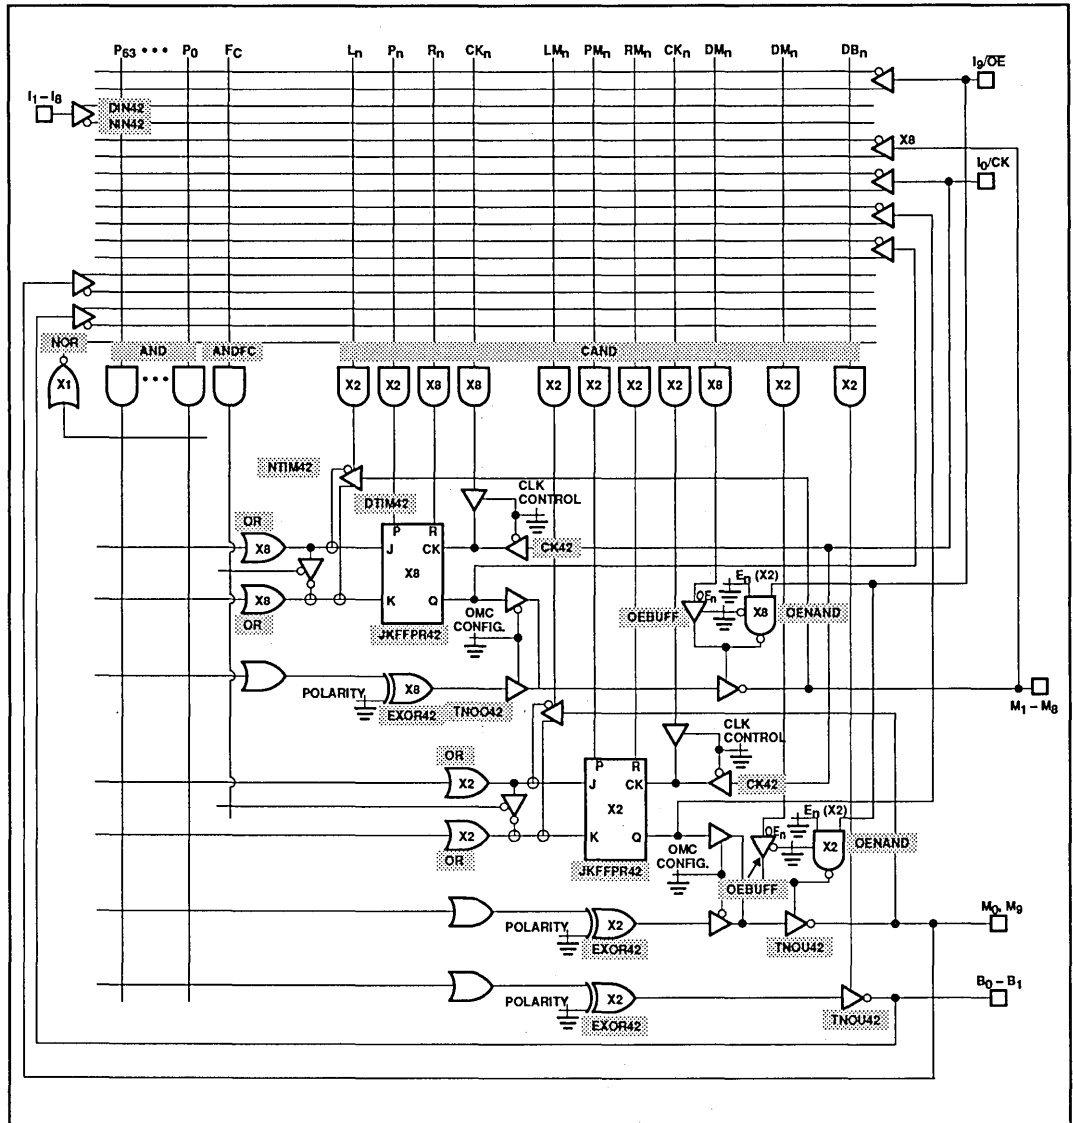 P63 ••• P0 FC Ln Pn Rn CKn LMn PMn RMn CKn DMn DMn DBn
I9/OE
I1–I8
DIN42
NIN42
X8
I0/CK
NOR AND ANDFC CAND
X1 ••• X2 X2 X8 X8 X2 X2 X2 X2 X8 X2 X2
NTIM42
DTIM42
CLK
CONTROL
OR
P R
X8 J CK CK42
X8
En (X2)
OEn
X8 K Q
OMC
CONFIG.
OEBUFF X8 OENAND
OR
JKFFPR42
POLARITY X8
EXOR42 TNOO42
M1–M8
CLK
CONTROL
OR
P R
X2 J CK CK42
X2
En (X2)
OEn
X2 K Q
OMC
CONFIG.
X2 OENAND
OR
JKFFPR42
OEBUFF
M0, M9
POLARITY X2
EXOR42 TNOU42
B0–B1
POLARITY X2
EXOR42 TNOU42